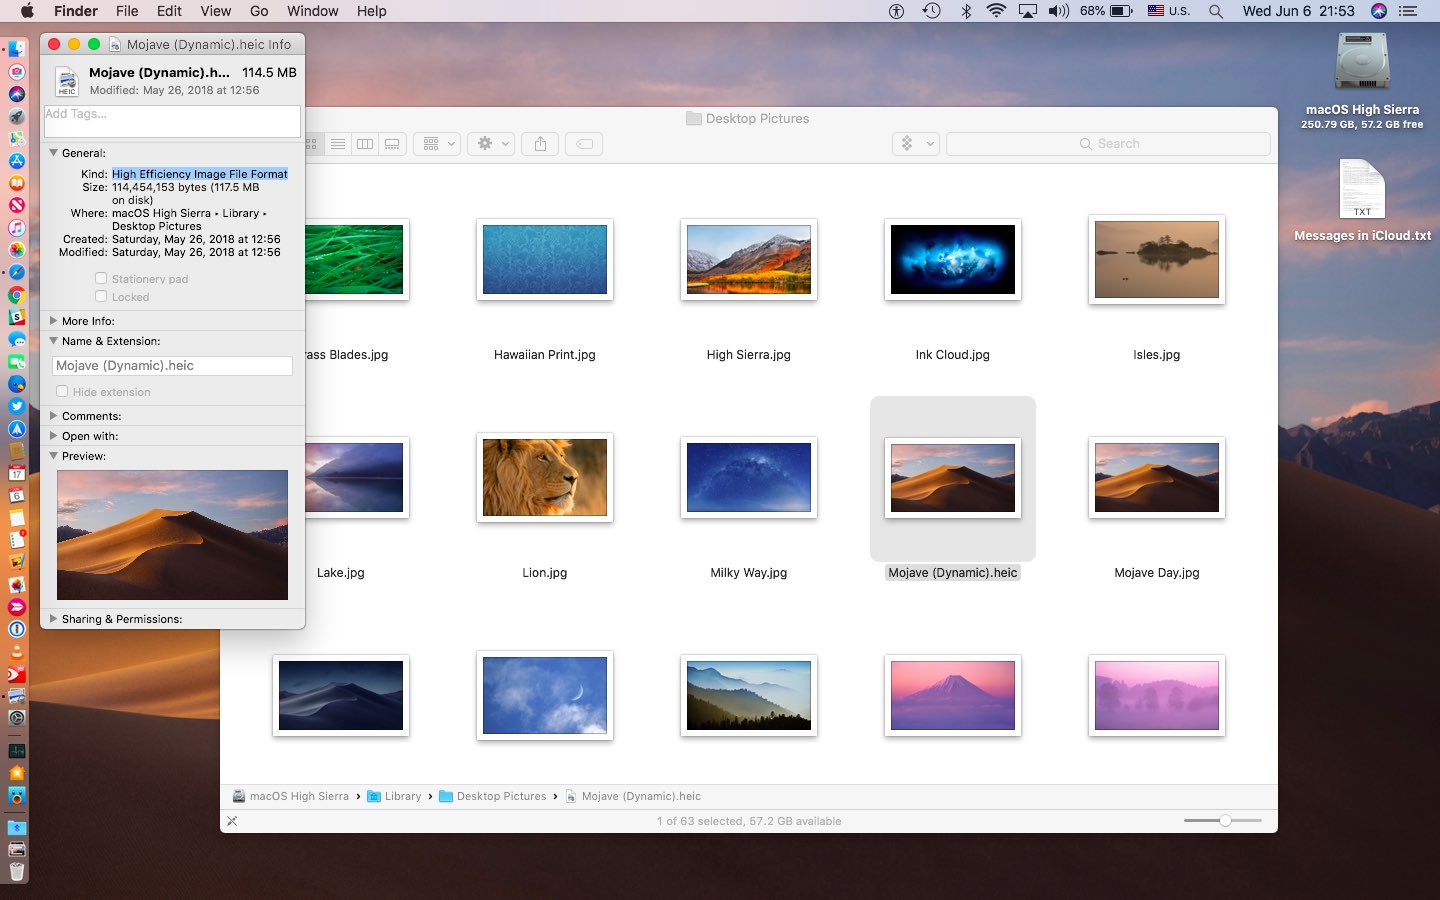 Finder File Edit View Go Window Help 68% U.S. Wed Jun 6 21:53
Mojave (Dynamic).heic Info
Mojave (Dynamic).h... 114.5 MB
HEIC
Modified: May 26, 2018 at 12:56
Add Tags...
General:
Kind: High Efficiency Image File Format
Size: 114,454,153 bytes (117.5 MB
on disk)
Where: macOS High Sierra ▸ Library ▸
Desktop Pictures
Created: Saturday, May 26, 2018 at 12:56
Modified: Saturday, May 26, 2018 at 12:56
Stationery pad
Locked
More Info:
Name & Extension:
Mojave (Dynamic).heic
Hide extension
Comments:
Open with:
Preview:
Sharing & Permissions:
Desktop Pictures
Search
ass Blades.jpg
Hawaiian Print.jpg
High Sierra.jpg
Ink Cloud.jpg
Isles.jpg
Lake.jpg
Lion.jpg
Milky Way.jpg
Mojave (Dynamic).heic
Mojave Day.jpg
macOS High Sierra › Library › Desktop Pictures › Mojave (Dynamic).heic
1 of 63 selected, 57.2 GB available
macOS High Sierra
250.79 GB, 57.2 GB free
TXT
Messages in iCloud.txt
17
6